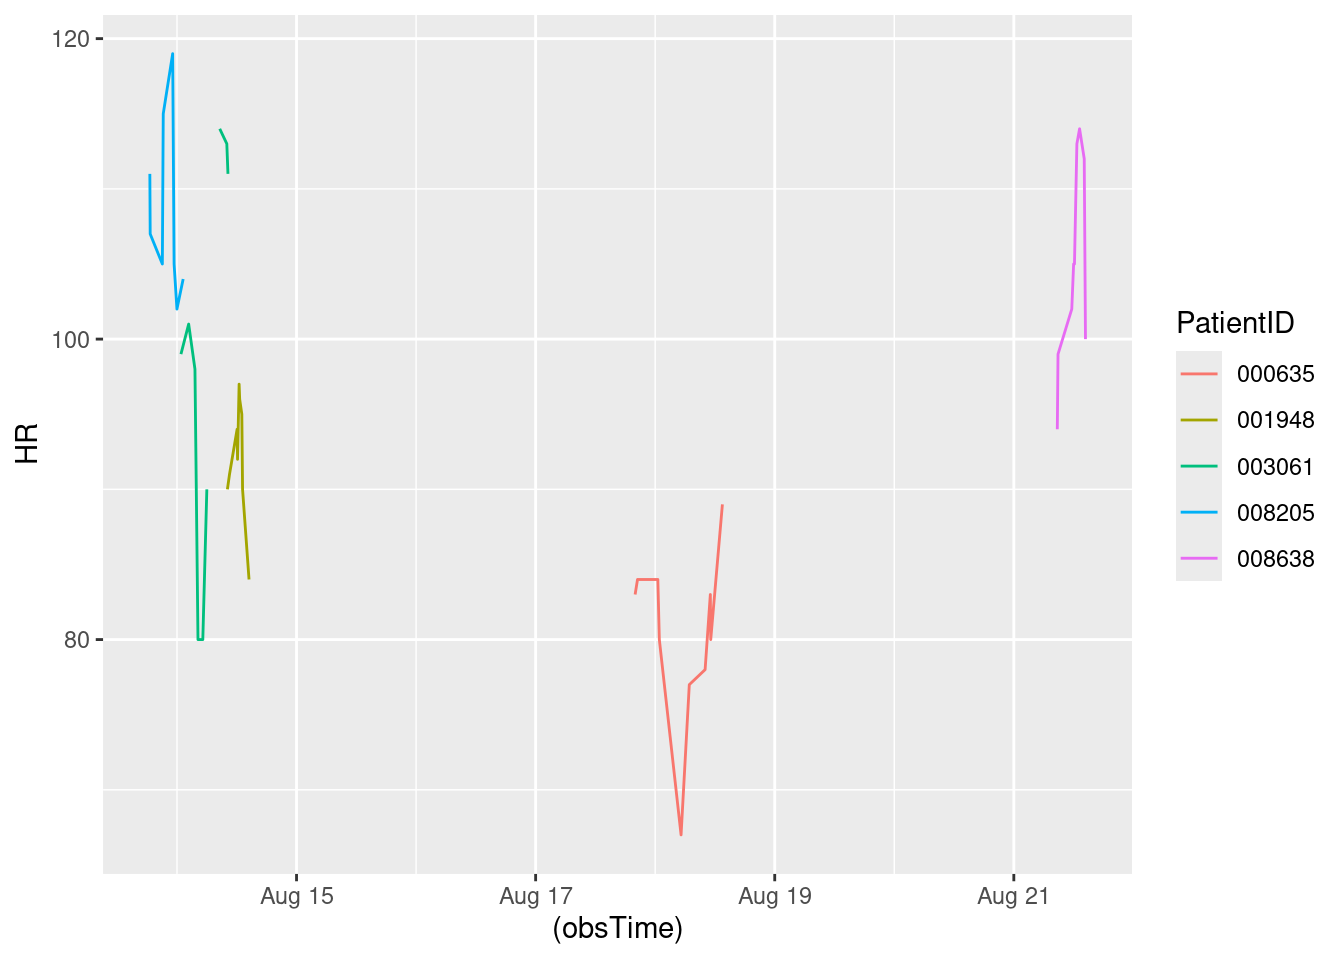 120
100
80
HR
Aug 15
Aug 17
Aug 19
Aug 21
(obsTime)
PatientID
000635
001948
003061
008205
008638